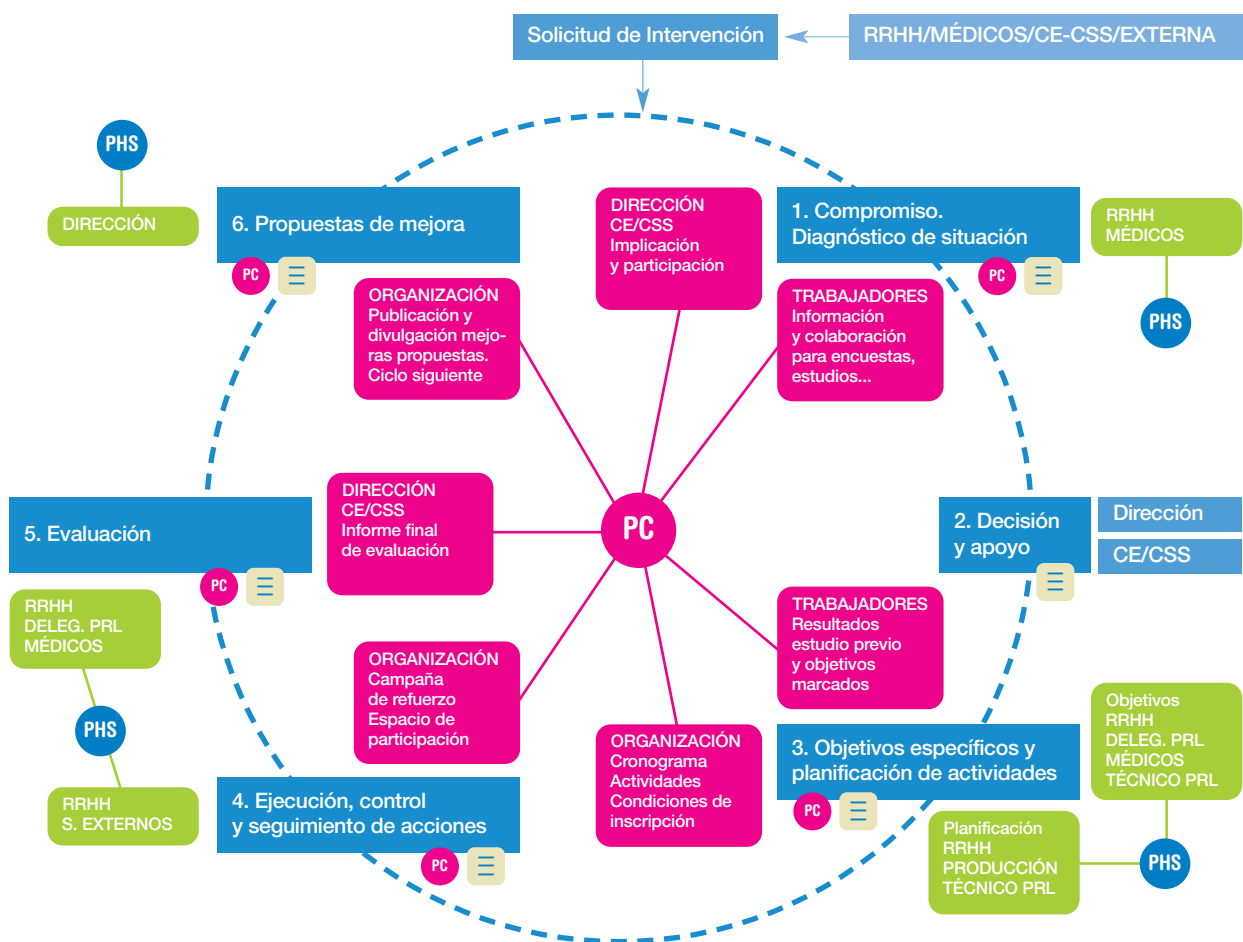 Solicitud de Intervención
RRHH/MÉDICOS/CE-CSS/EXTERNA
PHS
DIRECCIÓN
6. Propuestas de mejora
PC
DIRECCIÓN
CE/CSS
Implicación
y participación
1. Compromiso.
Diagnóstico de situación
PC
RRHH
MÉDICOS
PHS
ORGANIZACIÓN
Publicación y
divulgación mejo-
ras propuestas.
Ciclo siguiente
TRABAJADORES
Información
y colaboración
para encuestas,
estudios...
5. Evaluación
PC
DIRECCIÓN
CE/CSS
Informe final
de evaluación
PC
2. Decisión
y apoyo
Dirección
CE/CSS
RRHH
DELEG. PRL
MÉDICOS
PHS
RRHH
S. EXTERNOS
ORGANIZACIÓN
Campaña
de refuerzo
Espacio de
participación
TRABAJADORES
Resultados
estudio previo
y objetivos
marcados
4. Ejecución, control
y seguimiento de acciones
PC
ORGANIZACIÓN
Cronograma
Actividades
Condiciones de
inscripción
3. Objetivos específicos y
planificación de actividades
PC
Objetivos
RRHH
DELEG. PRL
MÉDICOS
TÉCNICO PRL
Planificación
RRHH
PRODUCCIÓN
TÉCNICO PRL
PHS